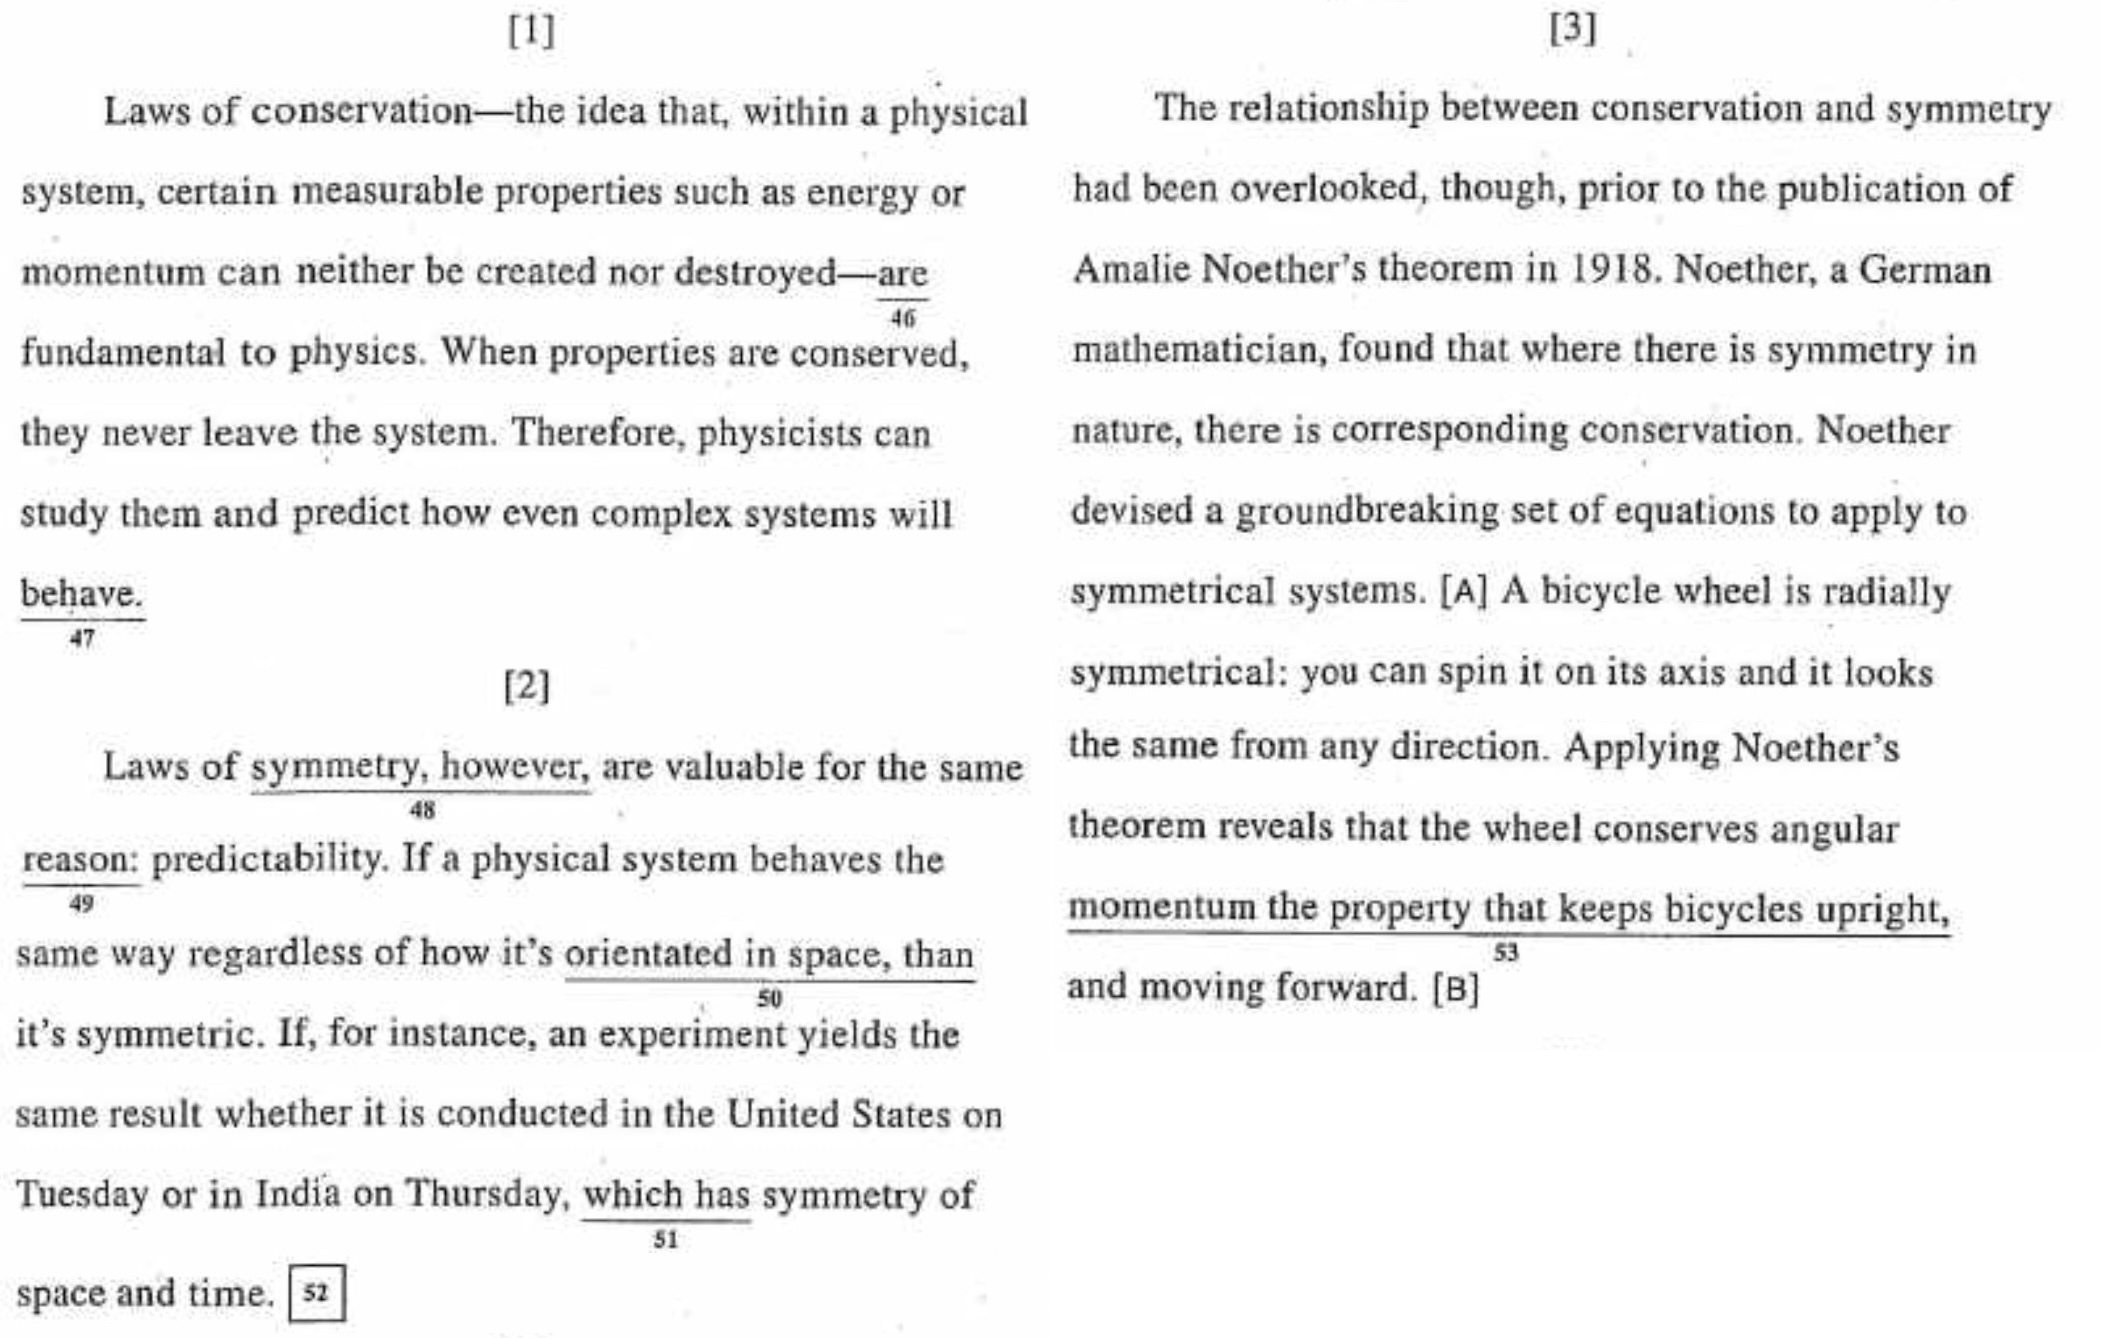 [1]
Laws of conservation—the idea that, within a physical
system, certain measurable properties such as energy or
momentum can neither be created nor destroyed—are
46
fundamental to physics. When properties are conserved,
they never leave the system. Therefore, physicists can
study them and predict how even complex systems will
behave.
47
[2]
Laws of symmetry, however, are valuable for the same
48
reason: predictability. If a physical system behaves the
49
same way regardless of how it's orientated in space, than
50
it's symmetric. If, for instance, an experiment yields the
same result whether it is conducted in the United States on
Tuesday or in India on Thursday, which has symmetry of
51
space and time. 52
[3]
The relationship between conservation and symmetry
had been overlooked, though, prior to the publication of
Amalie Noether's theorem in 1918. Noether, a German
mathematician, found that where there is symmetry in
nature, there is corresponding conservation. Noether
devised a groundbreaking set of equations to apply to
symmetrical systems. [A] A bicycle wheel is radially
symmetrical: you can spin it on its axis and it looks
the same from any direction. Applying Noether's
theorem reveals that the wheel conserves angular
momentum the property that keeps bicycles upright,
53
and moving forward. [B]